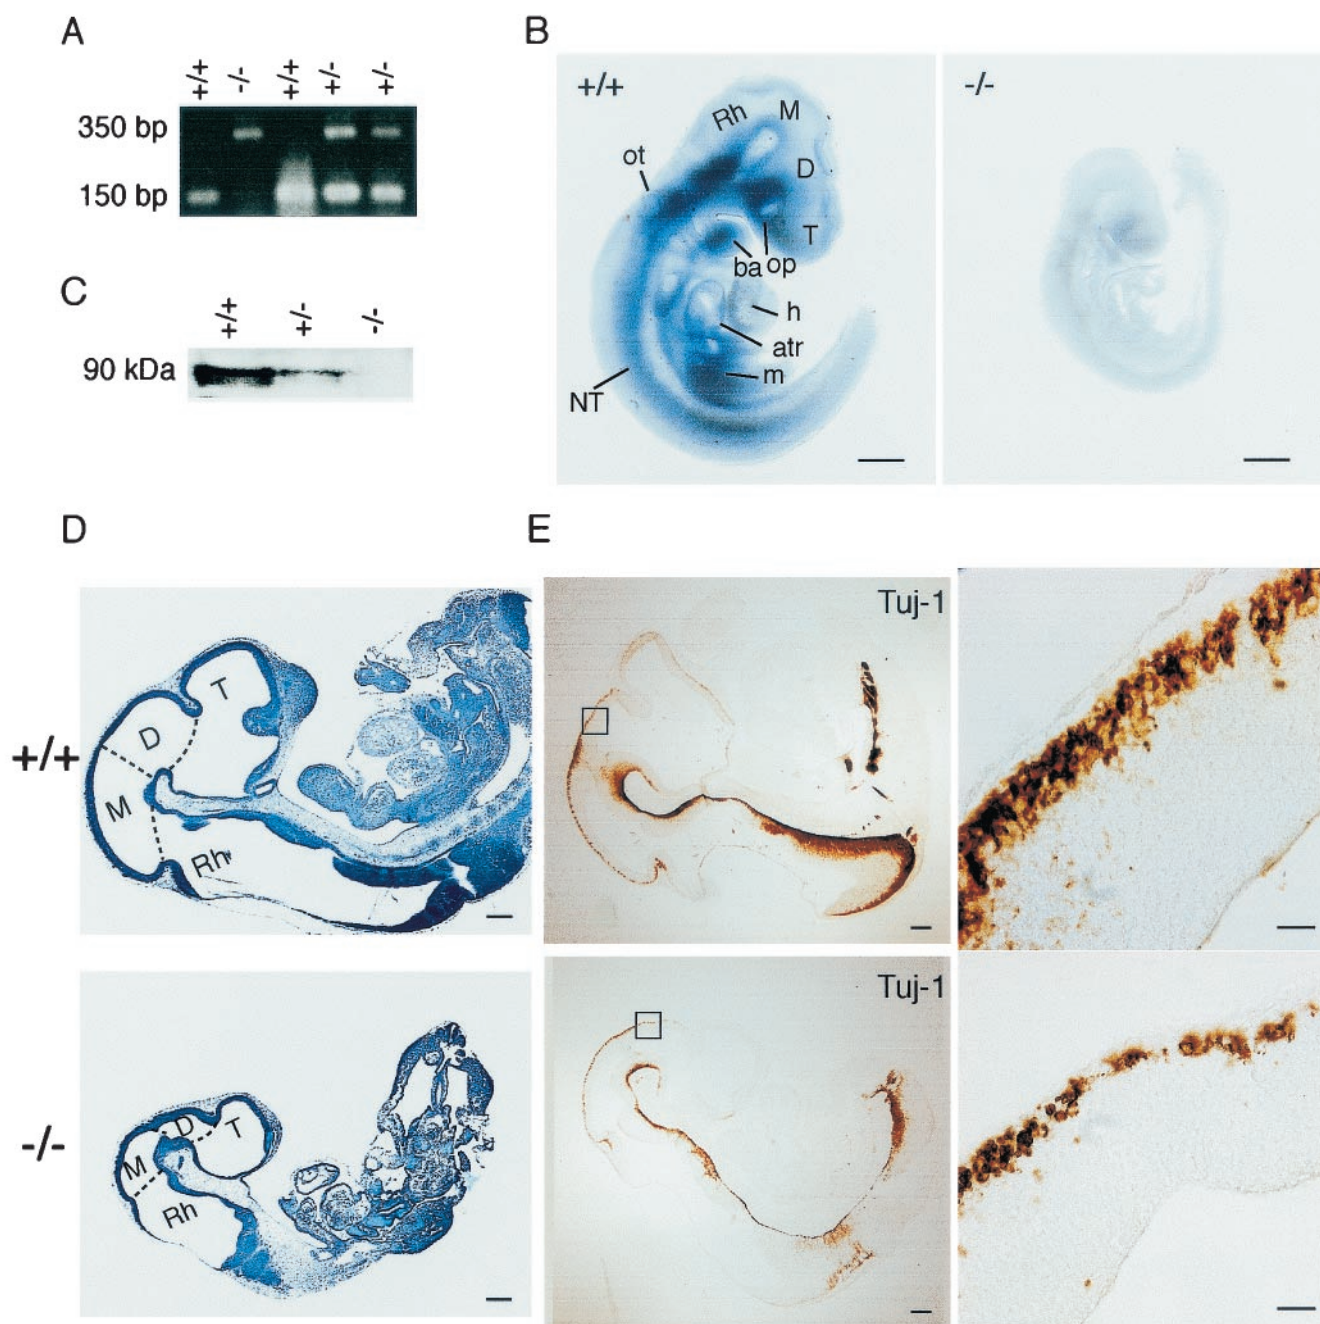 A
+/+ -/- +/+ +/- +/-
350 bp
150 bp
B
+/+
Rh
M
ot
D
T
ba
op
h
atr
m
NT
-/-
C
+/+ +/- -/-
90 kDa
D
+/+
T
D
M
Rh
-/-
D
T
M
Rh
E
Tuj-1
Tuj-1